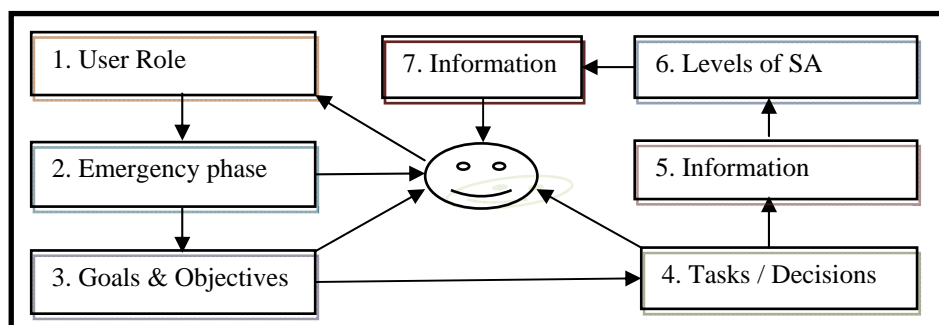 1. User Role
2. Emergency phase
3. Goals & Objectives
4. Tasks / Decisions
5. Information
6. Levels of SA
7. Information